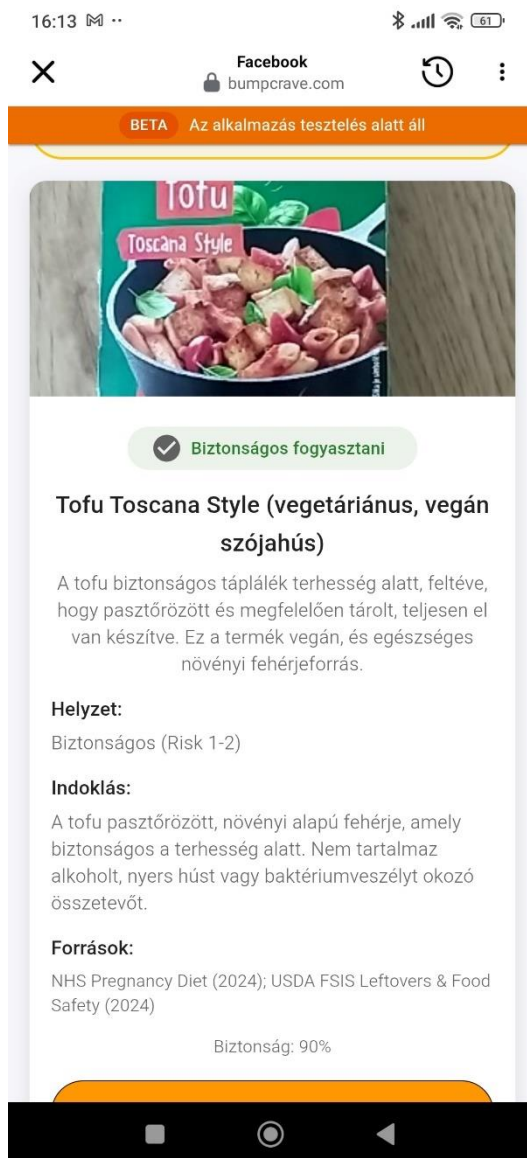 16:13
61
Facebook
bumpcrave.com
BETA Az alkalmazás tesztelés alatt áll
Tofu
Toscana Style
Biztonságos fogyasztani
Tofu Toscana Style (vegetáriánus, vegán
szójahús)
A tofu biztonságos táplálék terhesség alatt, feltéve,
hogy pasztőrözött és megfelelően tárolt, teljesen el
van készítve. Ez a termék vegán, és egészséges
növényi fehérjeforrás.
Helyzet:
Biztonságos (Risk 1-2)
Indoklás:
A tofu pasztőrözött, növényi alapú fehérje, amely
biztonságos a terhesség alatt. Nem tartalmaz
alkoholt, nyers húst vagy baktériumveszélyt okozó
összetevőt.
Források:
NHS Pregnancy Diet (2024); USDA FSIS Leftovers & Food
Safety (2024)
Biztonság: 90%